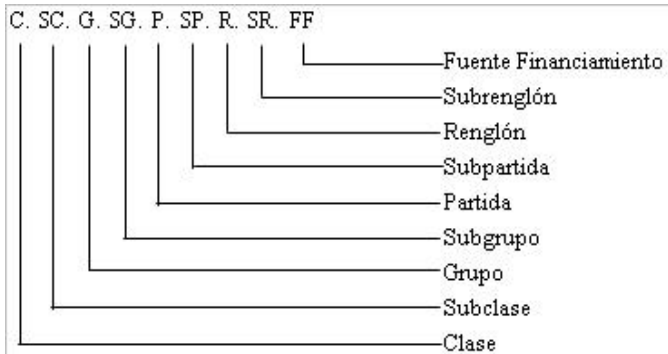 C. SC. G. SG. P. SP. R. SR. FF
Fuente Financiamiento
Subrenglón
Renglón
Subpartida
Partida
Subgrupo
Grupo
Subclase
Clase